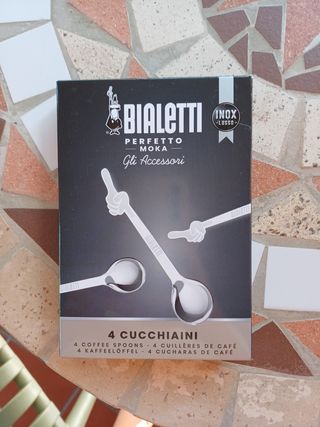 BIALETTI
PERFETTO
MOKA
Gli Accessori
INOX
LUSSO
4 CUCCHIAINI
4 COFFEE SPOONS - 4 CUILLÈRES DE CAFÉ
4 KAFFEELÖFFEL - 4 CUCHARAS DE CAFÉ